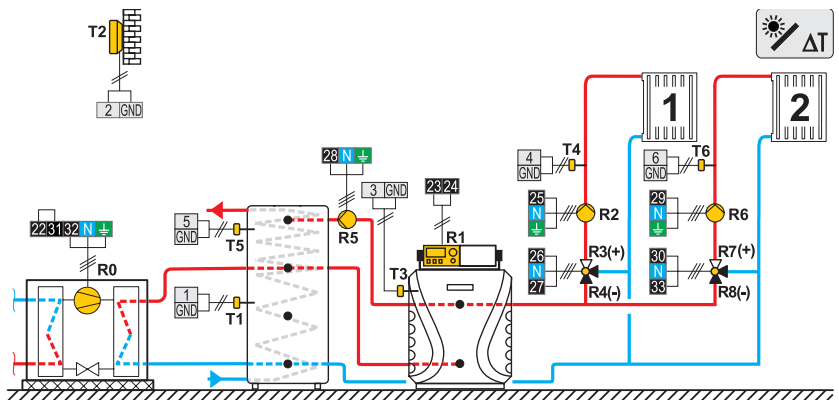 T2
2 GND
ΔT
1
2
4
GND
T4
6
GND
T6
28 N
3 GND
23 24
25
N
R2
29
N
R6
22 31 32 N
5
GND
T5
R5
R1
26
N
27
R3(+)
R4(-)
30
N
33
R7(+)
R8(-)
R0
1
GND
T1
T3